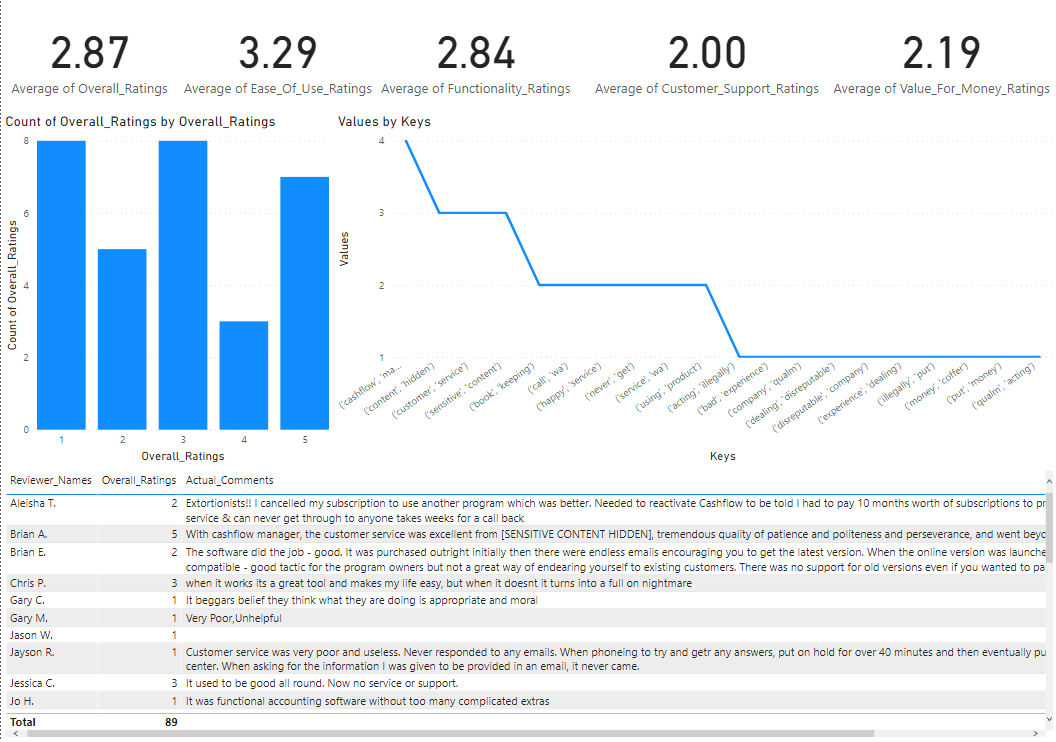 2.87 3.29 2.84 2.00 2.19
Average of Overall_Ratings Average of Ease_Of_Use_Ratings Average of Functionality_Ratings Average of Customer_Support_Ratings Average of Value_For_Money_Ratings
Count of Overall_Ratings by Overall_Ratings
8
6
4
2
0
Count of Overall_Ratings
1 2 3 4 5
Overall_Ratings
Values by Keys
4
3
2
1
Values
('cashflow', 'ma...
('content', 'hidden')
('customer', 'service')
('sensitive', 'content')
('book', 'keeping')
('call', 'wa')
('happy', 'service')
('never', 'get')
('service', 'wa')
('using', 'product')
('acting', 'illegally')
('bad', 'experience')
('company', 'qualm')
('dealing', 'disreputable')
('disreputable', 'company')
('experience', 'dealing')
('illegally', 'put')
('money', 'coffer')
('put', 'money')
('qualm', 'acting')
Keys
Reviewer_Names Overall_Ratings Actual_Comments
Aleisha T. 2 Extortionists!! I cancelled my subscription to use another program which was better. Needed to reactivate Cashflow to be told I had to pay 10 months worth of subscriptions to pr
service & can never get through to anyone takes weeks for a call back
Brian A. 5 With cashflow manager, the customer service was excellent from [SENSITIVE CONTENT HIDDEN], tremendous quality of patience and politeness and perseverance, and went beyo
Brian E. 2 The software did the job - good. It was purchased outright initially then there were endless emails encouraging you to get the latest version. When the online version was launche
compatible - good tactic for the program owners but not a great way of endearing yourself to existing customers. There was no support for old versions even if you wanted to pa
Chris P. 3 when it works its a great tool and makes my life easy, but when it doesnt it turns into a full on nightmare
Gary C. 1 It beggars belief they think what they are doing is appropriate and moral
Gary M. 1 Very Poor,Unhelpful
Jason W. 1
Jayson R. 1 Customer service was very poor and useless. Never responded to any emails. When phoneing to try and getr any answers, put on hold for over 40 minutes and then eventually pu
center. When asking for the information I was given to be provided in an email, it never came.
Jessica C. 3 It used to be good all round. Now no service or support.
Jo H. 1 It was functional accounting software without too many complicated extras
Total 89